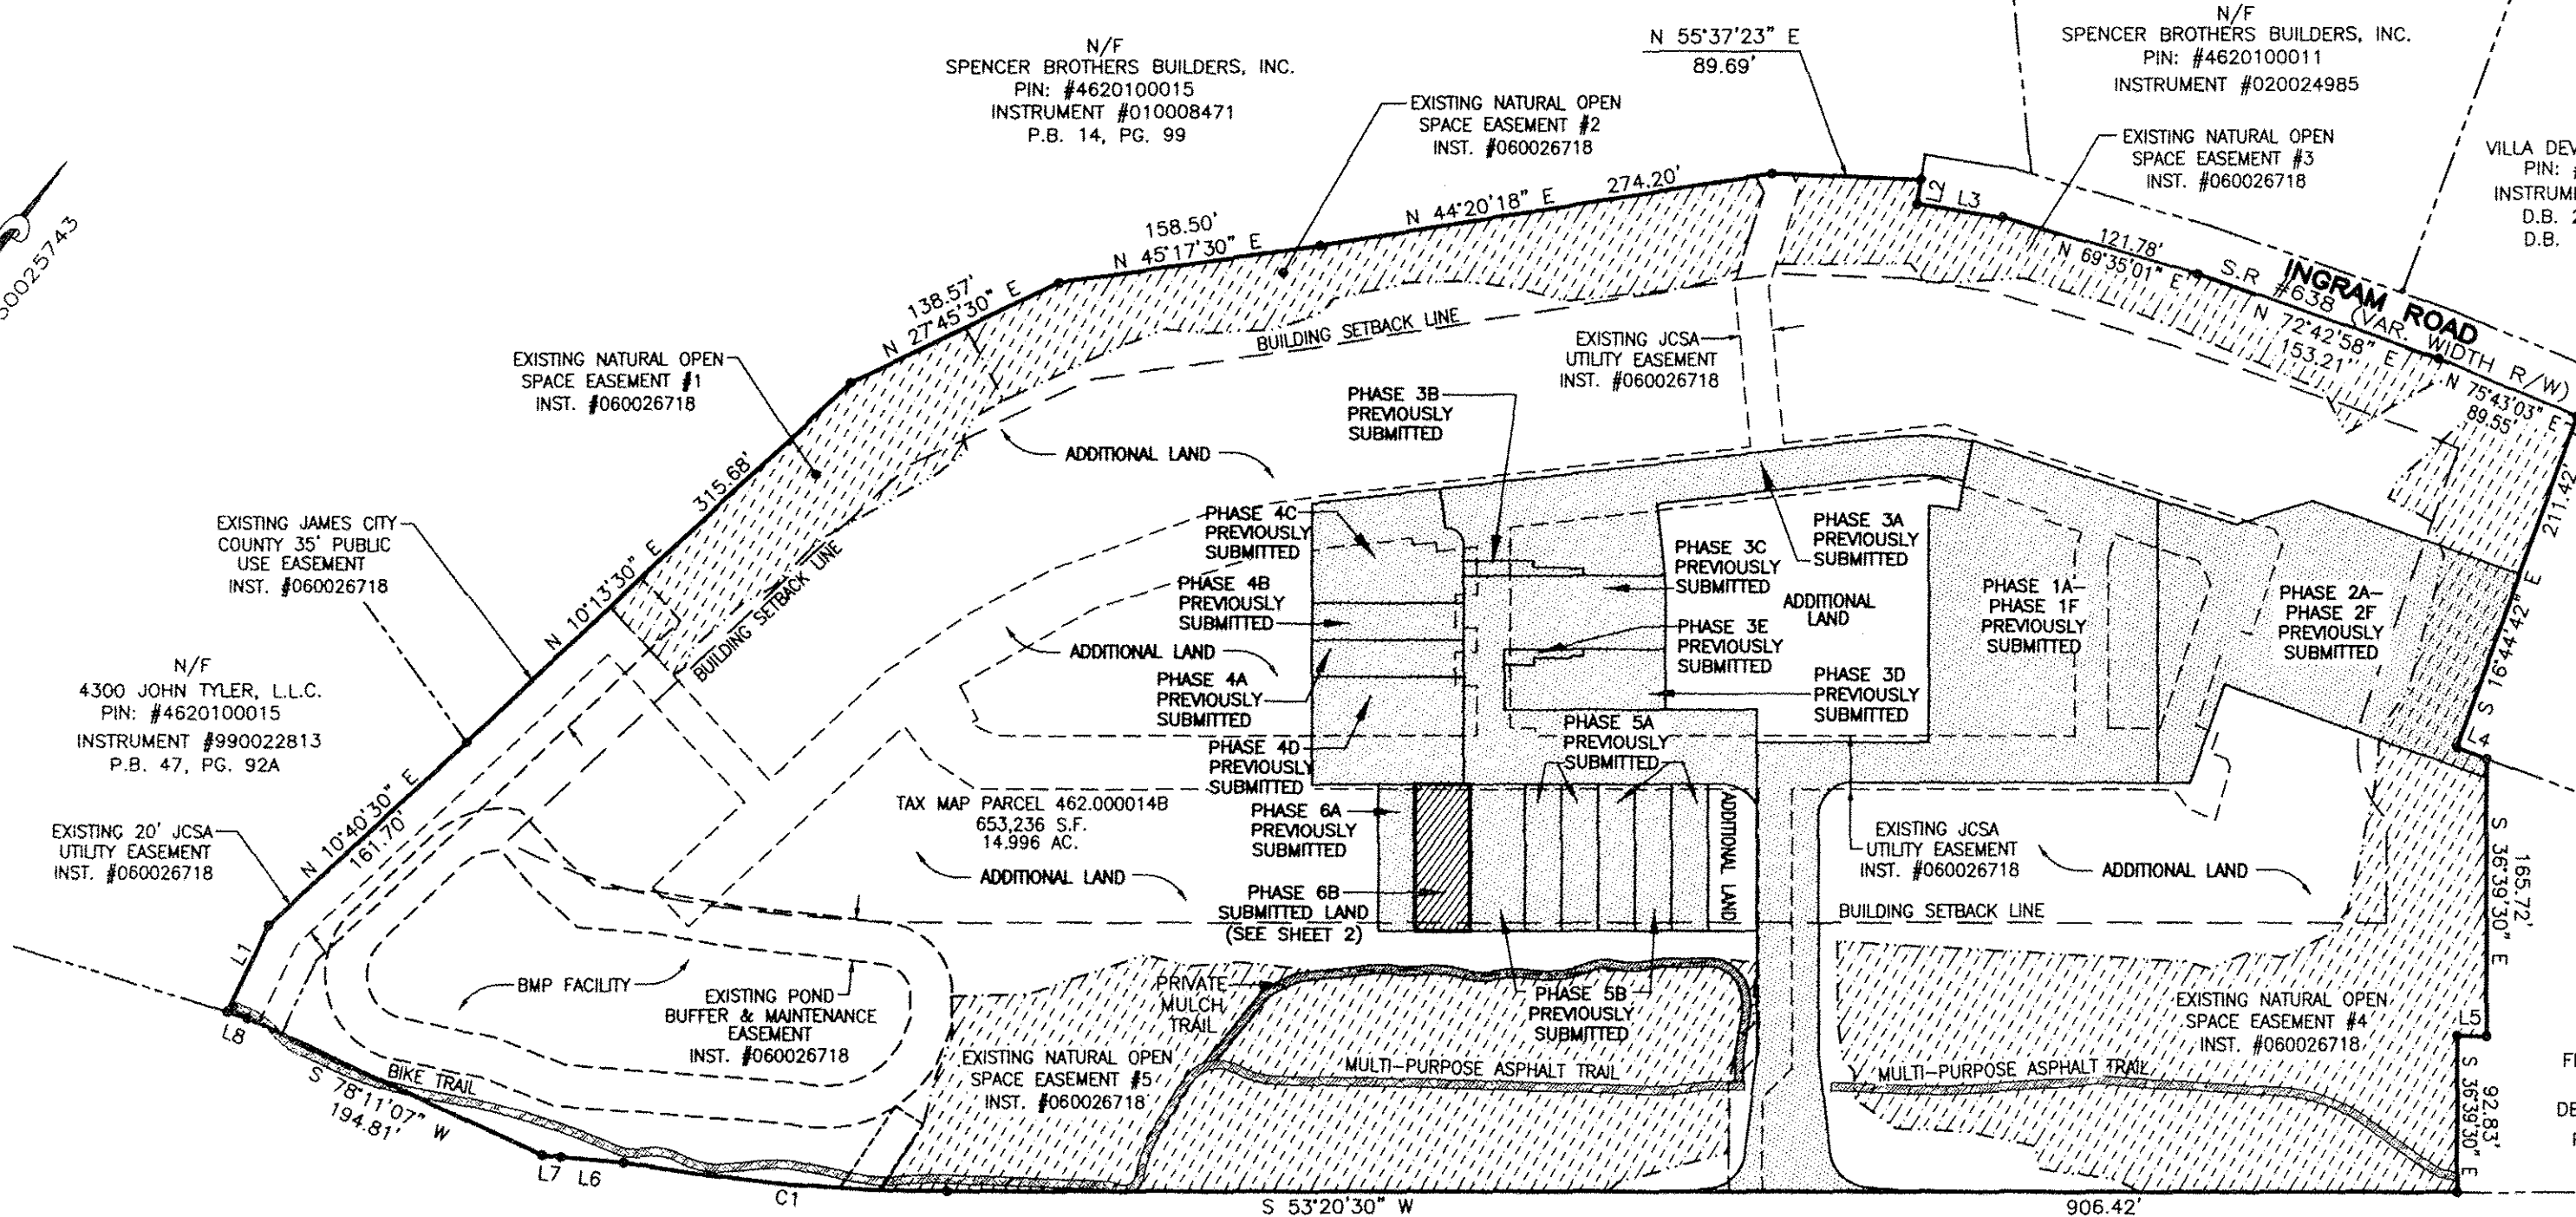 N/F
SPENCER BROTHERS BUILDERS, INC.
PIN: #4620100015
INSTRUMENT #010008471
P.B. 14, PG. 99
N 55°37'23" E
89.69'
N/F
SPENCER BROTHERS BUILDERS, INC.
PIN: #4620100011
INSTRUMENT #020024985
EXISTING NATURAL OPEN
SPACE EASEMENT #2
INST. #060026718
EXISTING NATURAL OPEN
SPACE EASEMENT #3
INST. #060026718
VILLA DEV
PIN: #
INSTRUM
D.B. 2
D.B.
60025743
L2
L3
121.78'
N 69°35'01" E
S.R #638 (VAR. WIDTH R/W)
INGRAM ROAD
N 72°42'58" E
153.21'
N 75°43'03" E
89.55'
211.42'
S 16°44'42" E
274.20'
N 44°20'18" E
158.50'
N 45°17'30" E
138.57'
N 27°45'30" E
BUILDING SETBACK LINE
EXISTING JCSA
UTILITY EASEMENT
INST. #060026718
EXISTING NATURAL OPEN
SPACE EASEMENT #1
INST. #060026718
PHASE 3B
PREVIOUSLY
SUBMITTED
ADDITIONAL LAND
315.68'
N 10°13'30" E
BUILDING SETBACK LINE
EXISTING JAMES CITY
COUNTY 35' PUBLIC
USE EASEMENT
INST. #060026718
PHASE 4C
PREVIOUSLY
SUBMITTED
PHASE 3A
PREVIOUSLY
SUBMITTED
PHASE 3C
PREVIOUSLY
SUBMITTED
PHASE 4B
PREVIOUSLY
SUBMITTED
ADDITIONAL
LAND
PHASE 1A-
PHASE 1F
PREVIOUSLY
SUBMITTED
PHASE 2A-
PHASE 2F
PREVIOUSLY
SUBMITTED
PHASE 3E
PREVIOUSLY
SUBMITTED
ADDITIONAL LAND
N/F
4300 JOHN TYLER, L.L.C.
PIN: #4620100015
INSTRUMENT #990022813
P.B. 47, PG. 92A
PHASE 4A
PREVIOUSLY
SUBMITTED
PHASE 3D
PREVIOUSLY
SUBMITTED
PHASE 5A
PREVIOUSLY
SUBMITTED
PHASE 4D
PREVIOUSLY
SUBMITTED
L4
N 10°40'30" E
161.70'
TAX MAP PARCEL 462.000014B
653,236 S.F.
14.996 AC.
PHASE 6A
PREVIOUSLY
SUBMITTED
ADDITIONAL LAND
EXISTING 20' JCSA
UTILITY EASEMENT
INST. #060026718
EXISTING JCSA
UTILITY EASEMENT
INST. #060026718
ADDITIONAL LAND
165.72'
S 36°39'30" E
ADDITIONAL LAND
PHASE 6B
SUBMITTED LAND
(SEE SHEET 2)
BUILDING SETBACK LINE
L1
BMP FACILITY
EXISTING POND
BUFFER & MAINTENANCE
EASEMENT
INST. #060026718
PRIVATE
MULCH
TRAIL
PHASE 5B
PREVIOUSLY
SUBMITTED
EXISTING NATURAL OPEN
SPACE EASEMENT #4
INST. #060026718
L5
L8
BIKE TRAIL
EXISTING NATURAL OPEN
SPACE EASEMENT #5
INST. #060026718
MULTI-PURPOSE ASPHALT TRAIL
MULTI-PURPOSE ASPHALT TRAIL
92.83'
S 36°39'30" E
S 78°11'07" W
194.81'
L7
L6
C1
S 53°20'30" W
906.42'